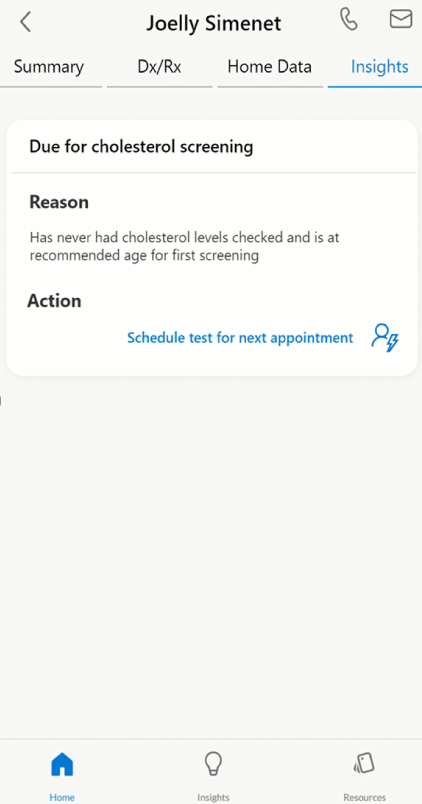 Joelly Simenet
Summary Dx/Rx Home Data Insights
Due for cholesterol screening
Reason
Has never had cholesterol levels checked and is at
recommended age for first screening
Action
Schedule test for next appointment
Home Insights Resources